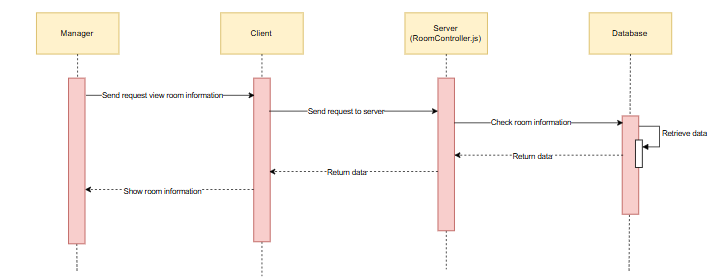 Manager
Client
Server
(RoomController.js)
Database
Send request view room information
Send request to server
Check room information
Retrieve data
Return data
Return data
Show room information